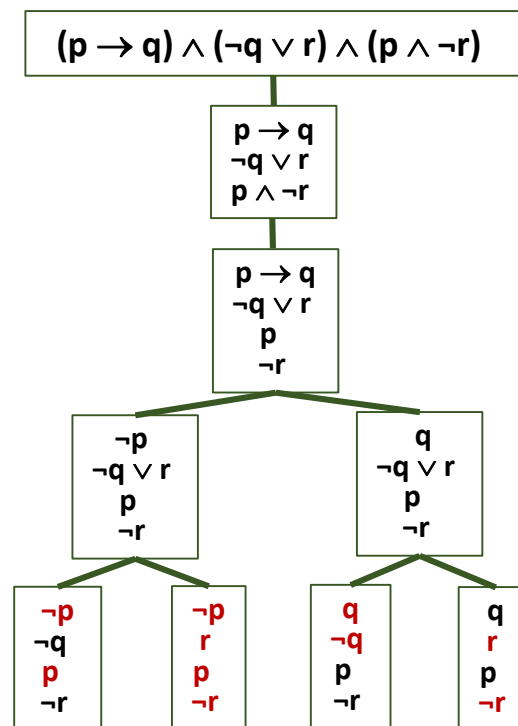 (p → q) ∧ (¬q ∨ r) ∧ (p ∧ ¬r)
p → q
¬q ∨ r
p ∧ ¬r
p → q
¬q ∨ r
p
¬r
¬p
¬q ∨ r
p
¬r
q
¬q ∨ r
p
¬r
¬p
¬q
p
¬r
¬p
r
p
¬r
q
¬q
p
¬r
q
r
p
¬r